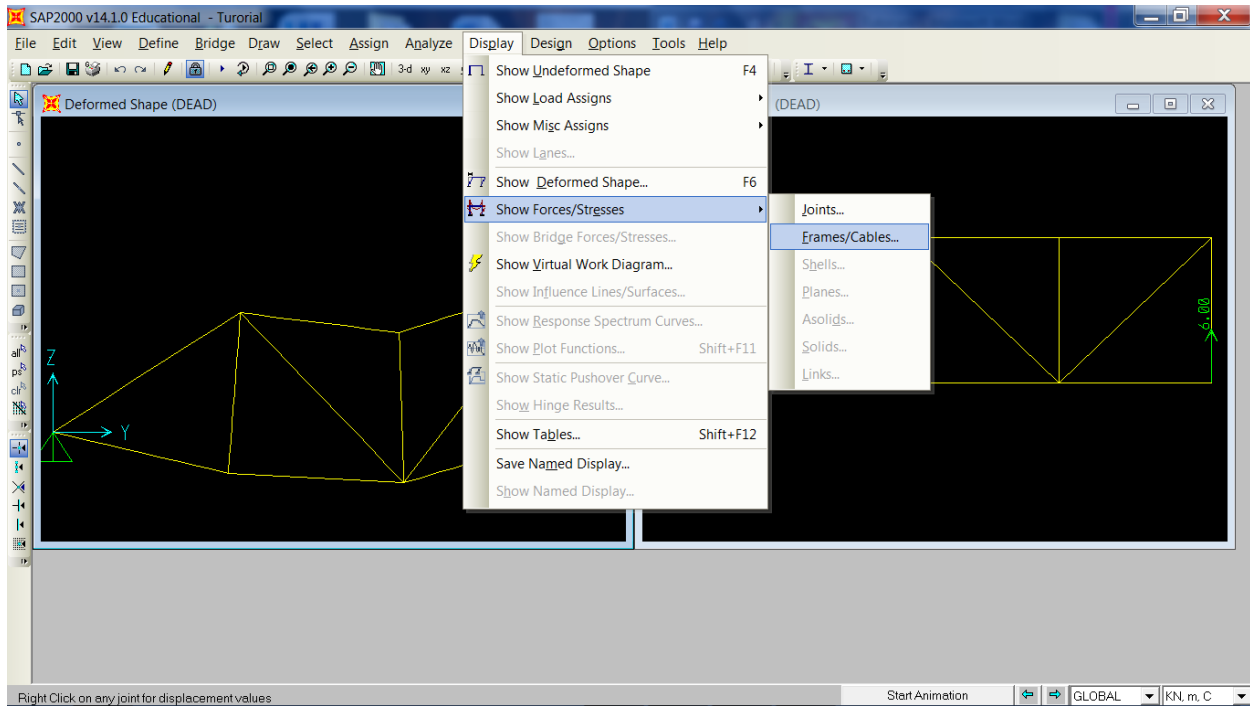 SAP2000 v14.1.0 Educational - Turorial
File Edit View Define Bridge Draw Select Assign Analyze Display Design Options Tools Help
3-d xy xz
Deformed Shape (DEAD)
(DEAD)
Show Undeformed Shape F4
Show Load Assigns
Show Misc Assigns
Show Lanes...
Show Deformed Shape... F6
Show Forces/Stresses
Show Bridge Forces/Stresses...
Show Virtual Work Diagram...
Show Influence Lines/Surfaces...
Show Response Spectrum Curves...
Show Plot Functions... Shift+F11
Show Static Pushover Curve...
Show Hinge Results...
Show Tables... Shift+F12
Save Named Display...
Show Named Display...
Joints...
Frames/Cables...
Shells...
Planes...
Asolids...
Solids...
Links...
all
ps
clr
Z
Y
6.00
Right Click on any joint for displacement values
Start Animation
GLOBAL
KN, m, C